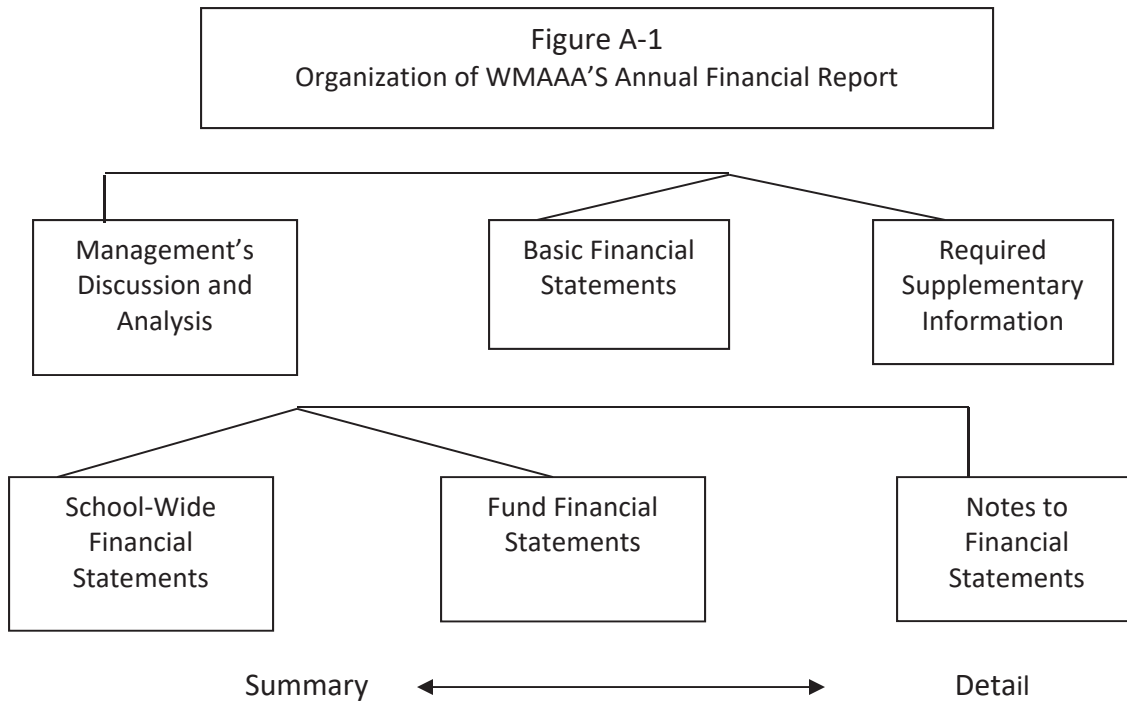 Figure A-1
Organization of WMAAA’S Annual Financial Report
Management’s
Discussion and
Analysis
Basic Financial
Statements
Required
Supplementary
Information
School-Wide
Financial
Statements
Fund Financial
Statements
Notes to
Financial
Statements
Summary
Detail